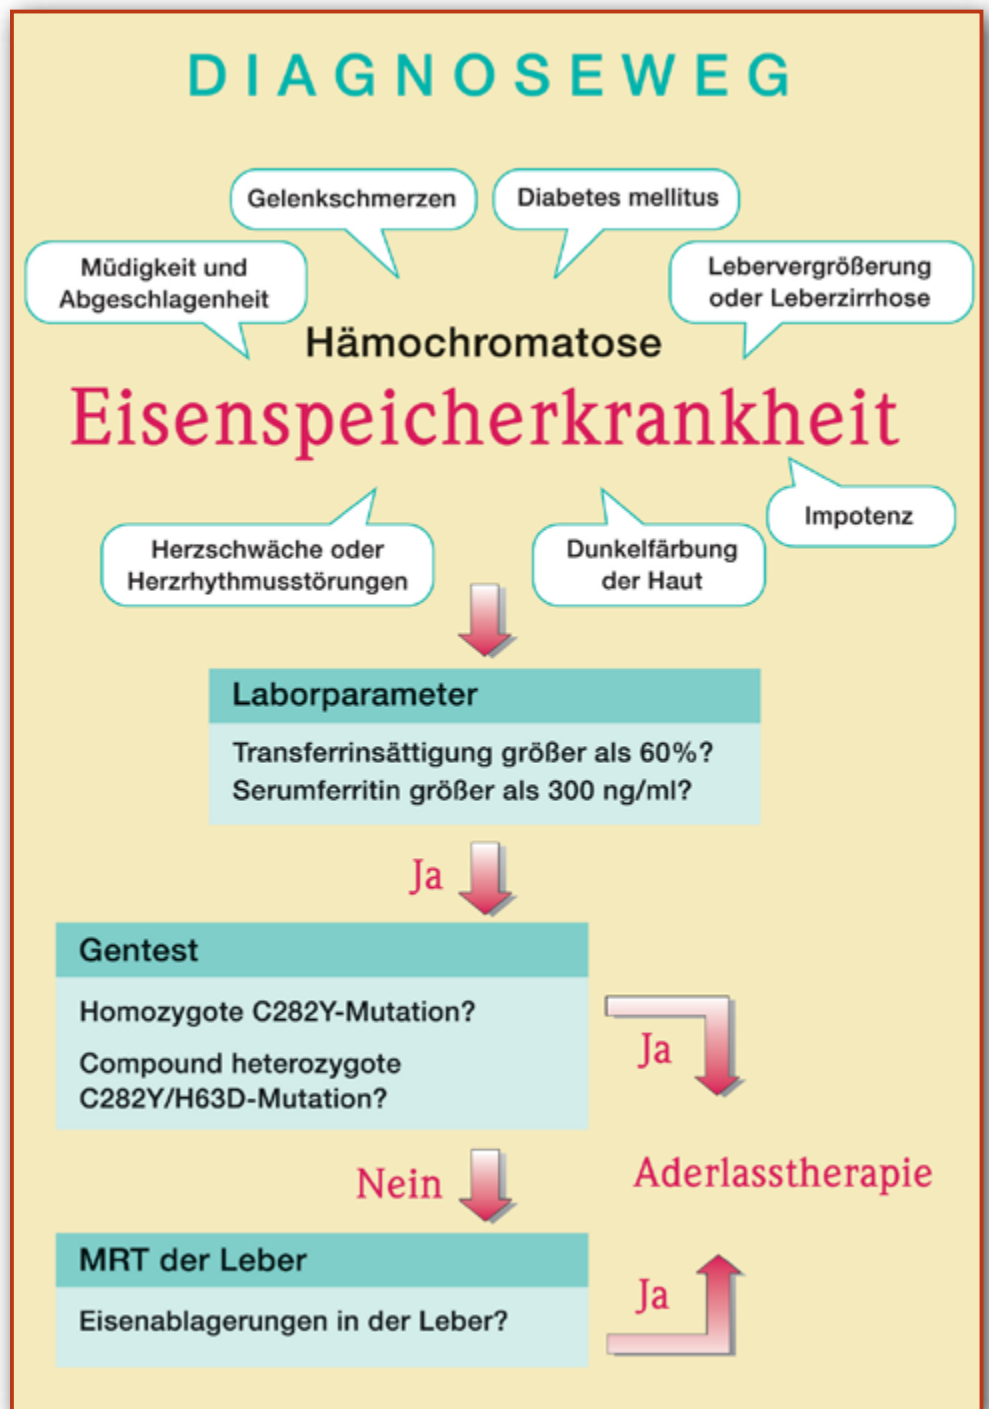 DIAGNOSEWEG
Gelenkschmerzen
Diabetes mellitus
Müdigkeit und
Abgeschlagenheit
Lebervergrößerung
oder Leberzirrhose
Hämochromatose
Eisenspeicherkrankheit
Impotenz
Herzschwäche oder
Herzrhythmusstörungen
Dunkelfärbung
der Haut
Laborparameter
Transferrinsättigung größer als 60%?
Serumferritin größer als 300 ng/ml?
Ja
Gentest
Homozygote C282Y-Mutation?
Compound heterozygote
C282Y/H63D-Mutation?
Ja
Nein
Aderlasstherapie
MRT der Leber
Eisenablagerungen in der Leber?
Ja